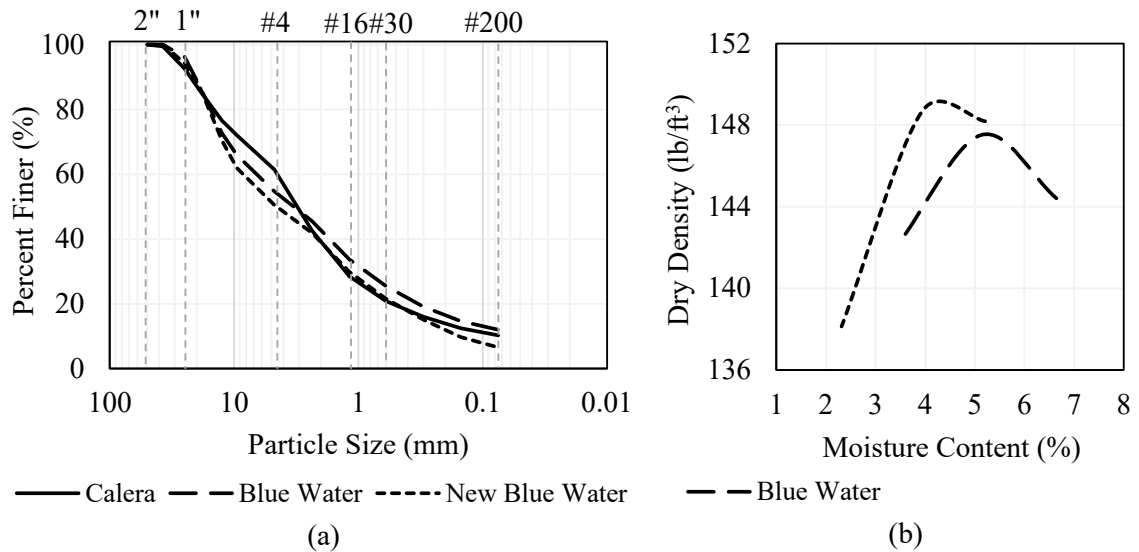 2" 1" #4 #16 #30 #200
100
80
60
40
20
0
100 10 1 0.1 0.01
Percent Finer (%)
Particle Size (mm)
Calera Blue Water New Blue Water
(a)
152
148
144
140
136
1 2 3 4 5 6 7 8
Dry Density (lb/ft³)
Moisture Content (%)
Blue Water
(b)